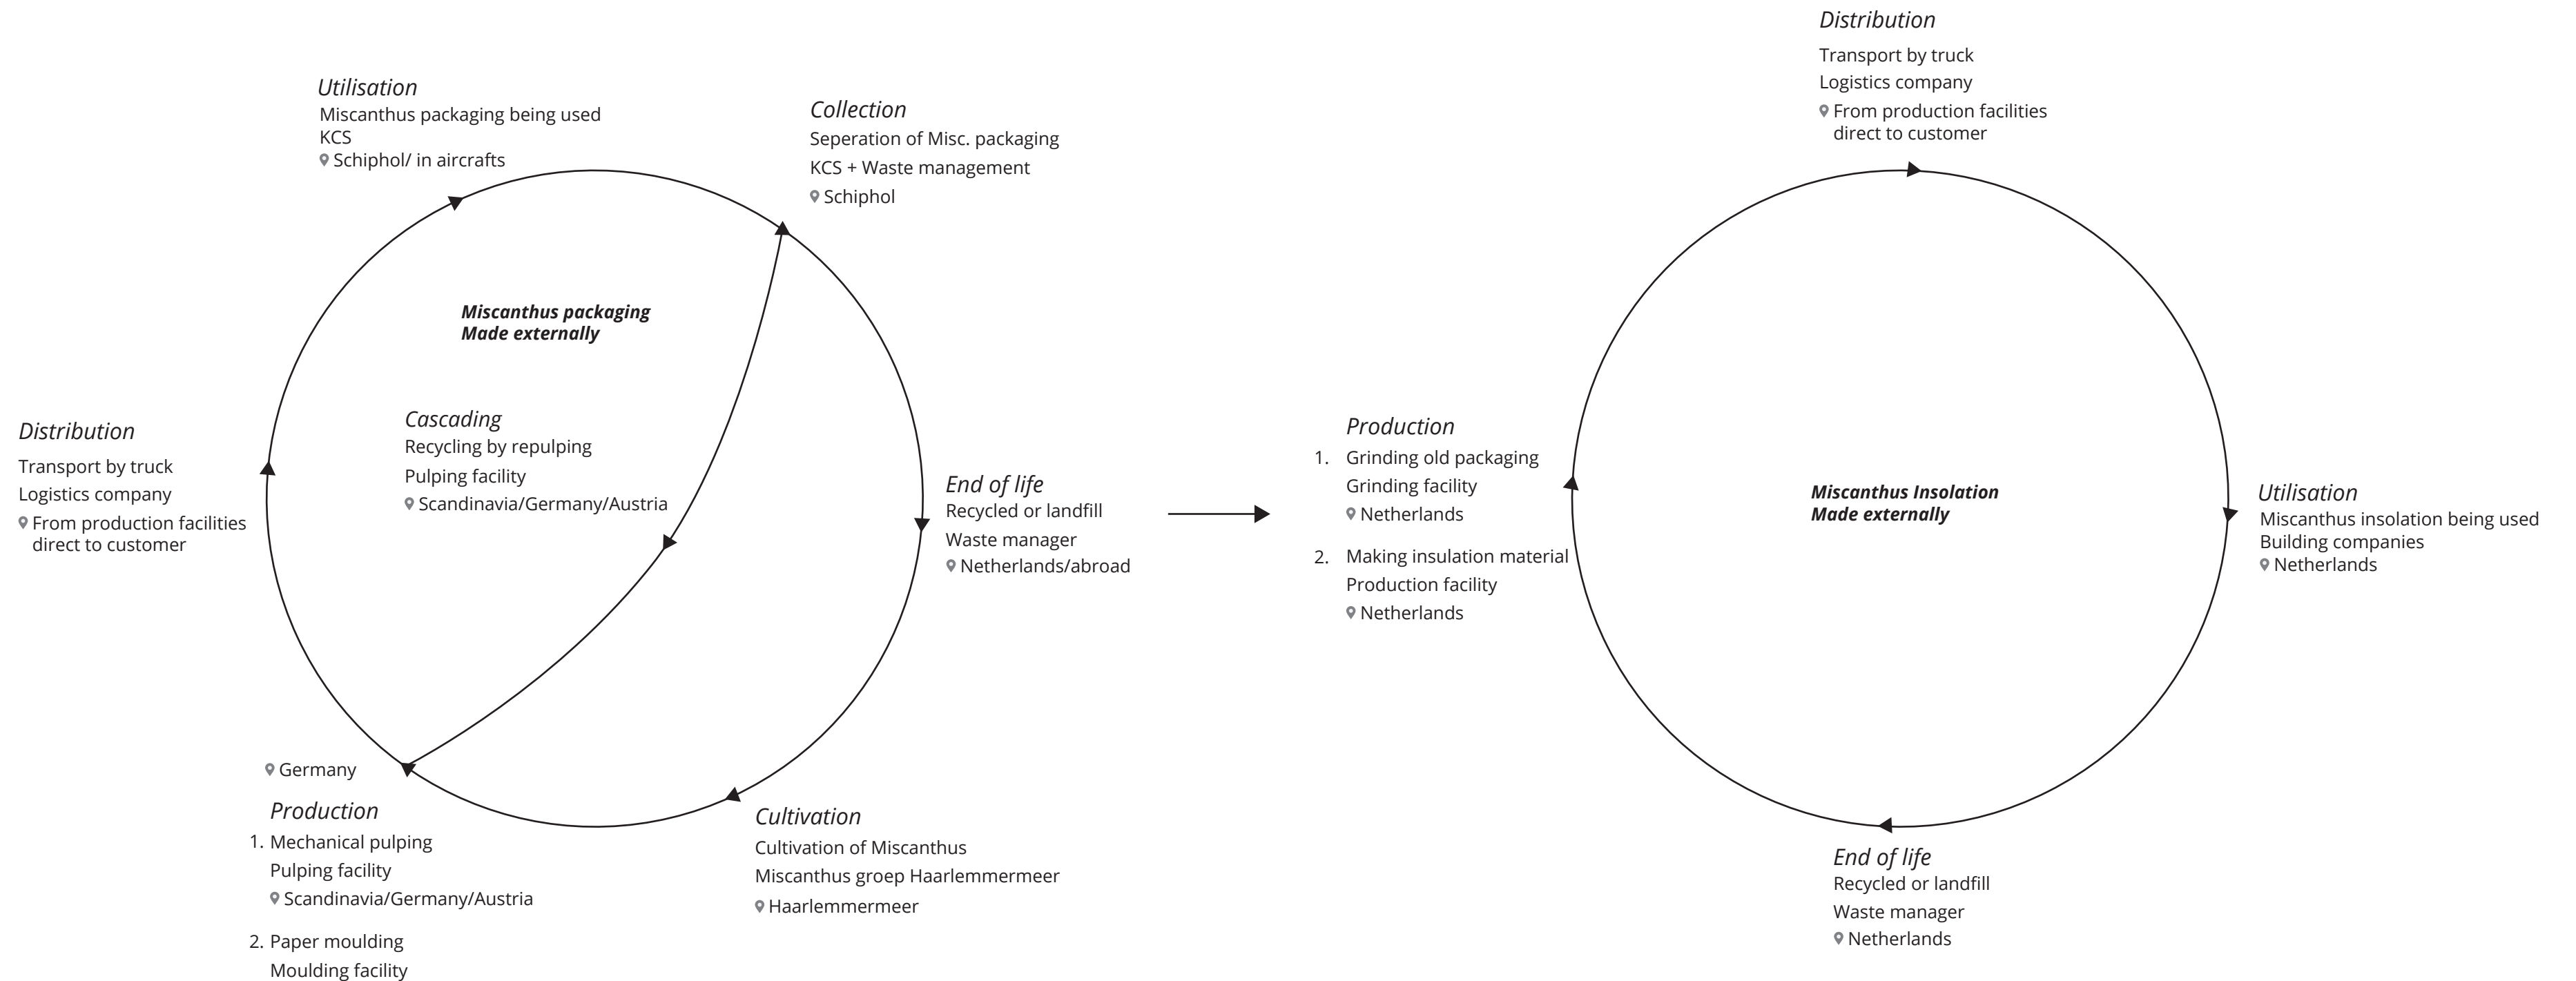 Utilisation
Miscanthus packaging being used
KCS
Schiphol/ in aircrafts
Collection
Seperation of Misc. packaging
KCS + Waste management
Schiphol
Miscanthus packaging
Made externally
Cascading
Recycling by repulping
Pulping facility
Scandinavia/Germany/Austria
Distribution
Transport by truck
Logistics company
From production facilities
direct to customer
End of life
Recycled or landfill
Waste manager
Netherlands/abroad
Germany
Production
1. Mechanical pulping
Pulping facility
Scandinavia/Germany/Austria
2. Paper moulding
Moulding facility
Cultivation
Cultivation of Miscanthus
Miscanthus groep Haarlemmermeer
Haarlemmermeer
Distribution
Transport by truck
Logistics company
From production facilities
direct to customer
Production
1. Grinding old packaging
Grinding facility
Netherlands
2. Making insulation material
Production facility
Netherlands
Miscanthus Insolation
Made externally
Utilisation
Miscanthus insolation being used
Building companies
Netherlands
End of life
Recycled or landfill
Waste manager
Netherlands